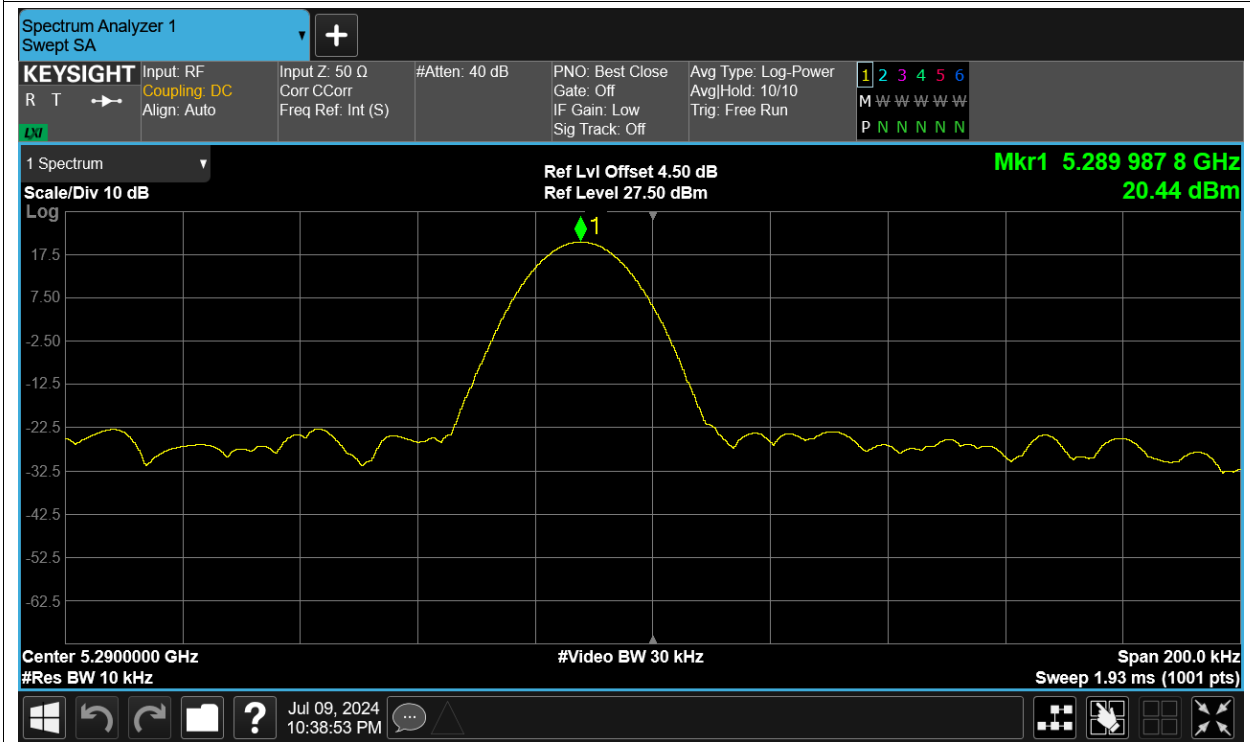 Spectrum Analyzer 1
Swept SA
+
KEYSIGHT
R T
LXI
Input: RF
Coupling: DC
Align: Auto
Input Z: 50 Ω
Corr CCorr
Freq Ref: Int (S)
#Atten: 40 dB
PNO: Best Close
Gate: Off
IF Gain: Low
Sig Track: Off
Avg Type: Log-Power
Avg|Hold: 10/10
Trig: Free Run
1 2 3 4 5 6
M W W W W W
P N N N N N
1 Spectrum
Scale/Div 10 dB
Ref Lvl Offset 4.50 dB
Ref Level 27.50 dBm
Mkr1 5.289 987 8 GHz
20.44 dBm
Log
1
17.5
7.50
-2.50
-12.5
-22.5
-32.5
-42.5
-52.5
-62.5
Center 5.2900000 GHz
#Res BW 10 kHz
#Video BW 30 kHz
Span 200.0 kHz
Sweep 1.93 ms (1001 pts)
?
Jul 09, 2024
10:38:53 PM